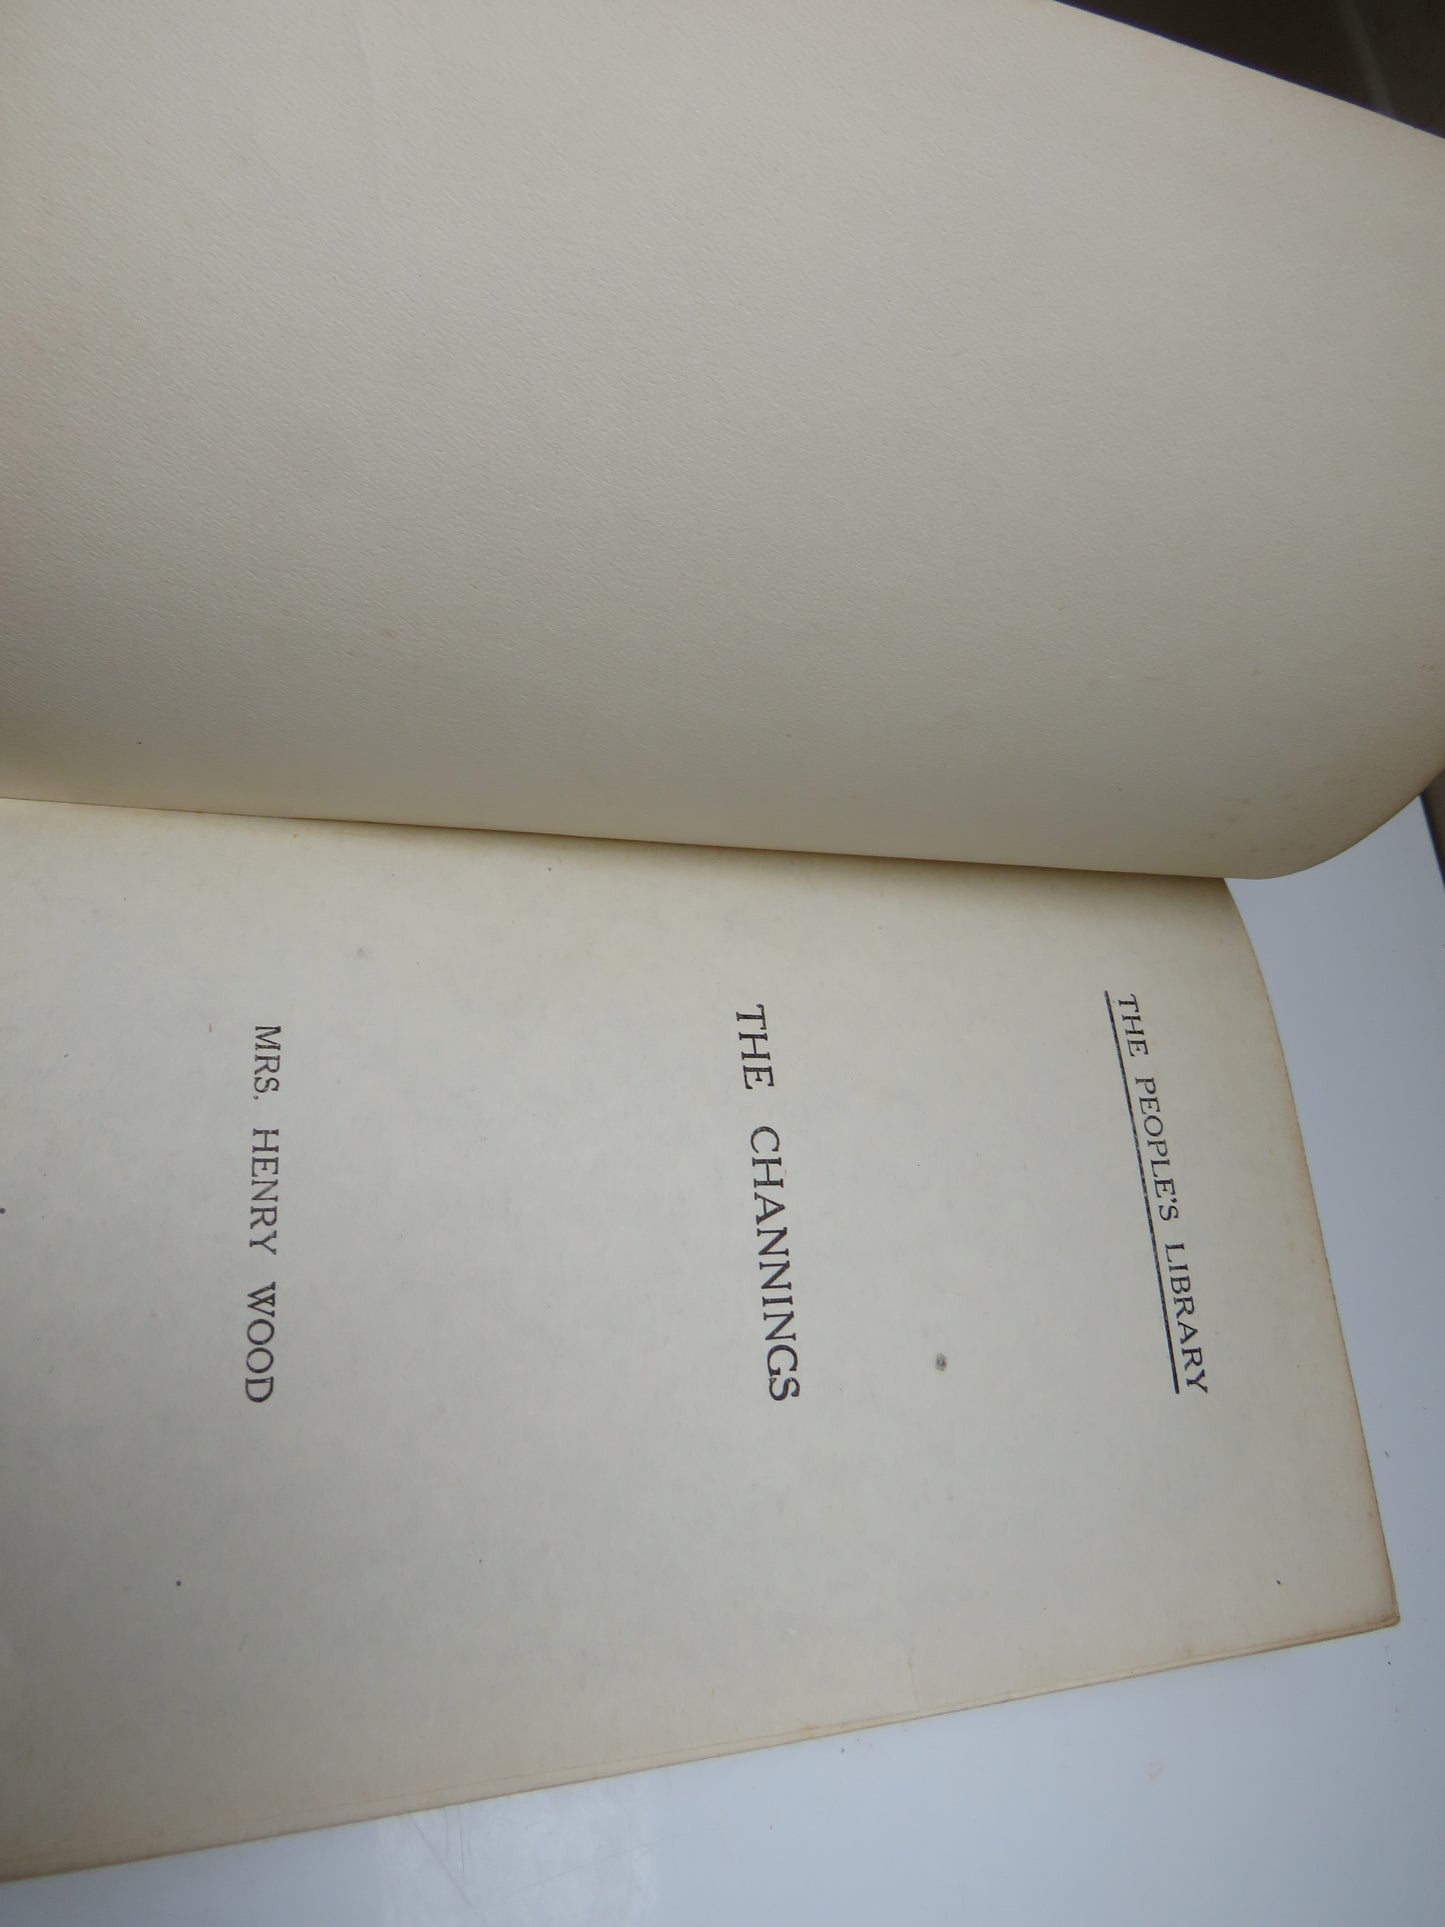 THE PEOPLE'S LIBRARY
THE CHANNINGS
MRS. HENRY WOOD